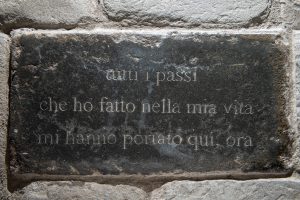 tutti i passi
che ho fatto nella mia vita
mi hanno portato qui, ora